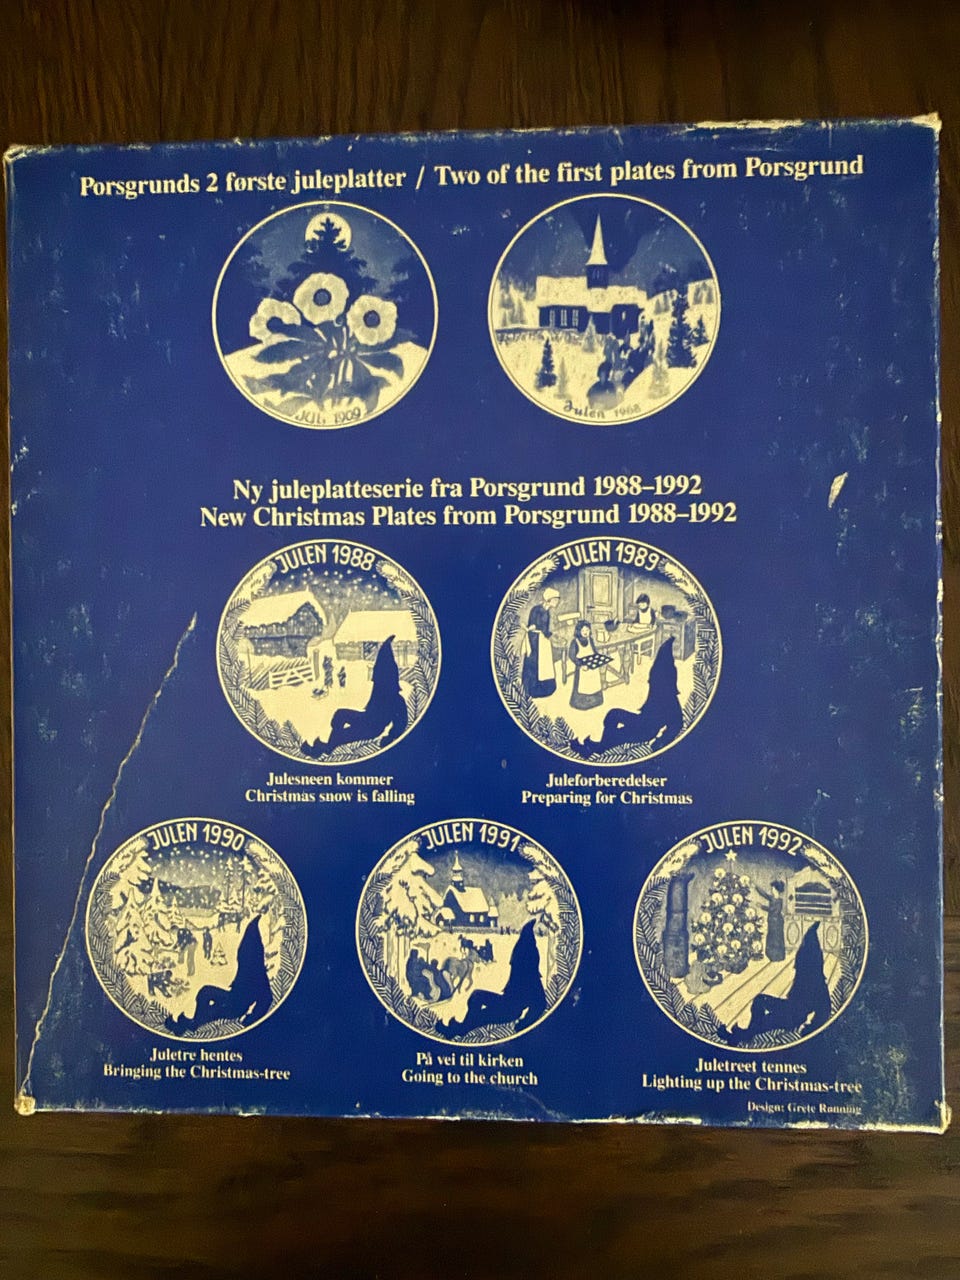 Porsgrunds 2 første juleplatter / Two of the first plates from Porsgrund
JUL 1909
Julen 1968
Ny juleplatteserie fra Porsgrund 1988–1992
New Christmas Plates from Porsgrund 1988–1992
JULEN 1988
JULEN 1989
Julesneen kommer
Christmas snow is falling
Juleforberedelser
Preparing for Christmas
JULEN 1990
JULEN 1991
JULEN 1992
Juletre hentes
Bringing the Christmas-tree
På vei til kirken
Going to the church
Juletreet tennes
Lighting up the Christmas-tree
Design: Grete Rønning